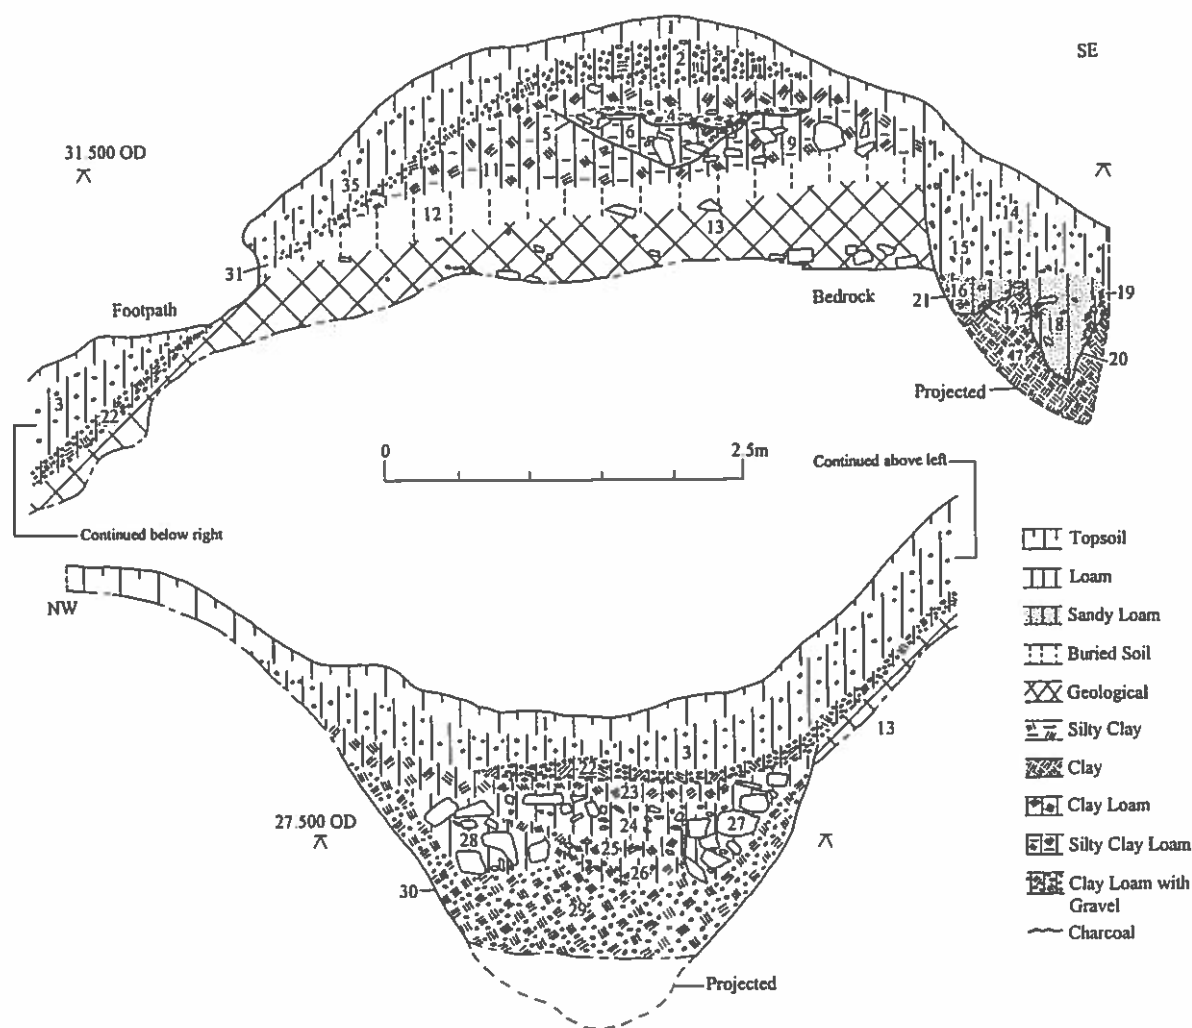 1
2
SE
4
5
6
9
31.500 OD
11
35
12
13
14
15
31
16
21
19
17
18
Footpath
Bedrock
47
20
Projected
3
22
0
2.5m
Continued above left
Continued below right
NW
Topsoil
Loam
Sandy Loam
Buried Soil
Geological
Silty Clay
Clay
Clay Loam
Silty Clay Loam
Clay Loam with
Gravel
Charcoal
1
3
13
22
23
27.500 OD
24
27
28
25
26
30
29
Projected